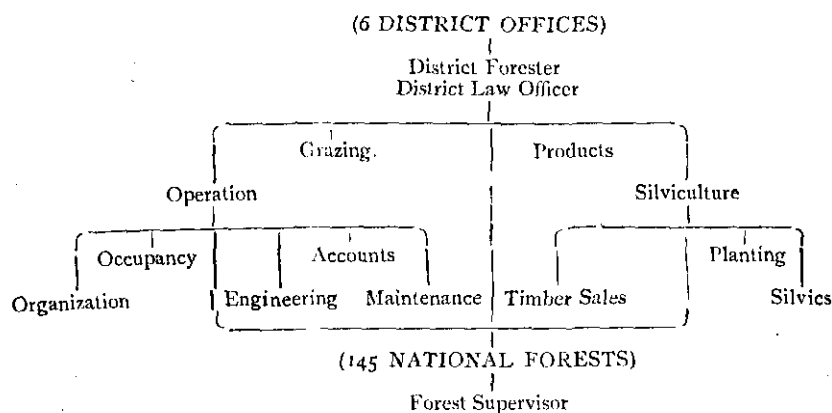 (6 DISTRICT OFFICES)
District Forester
District Law Officer
Grazing. Products
Operation Silviculture
Occupancy Accounts Planting
Organization Engineering Maintenance Timber Sales Silvics
(145 NATIONAL FORESTS)
Forest Supervisor